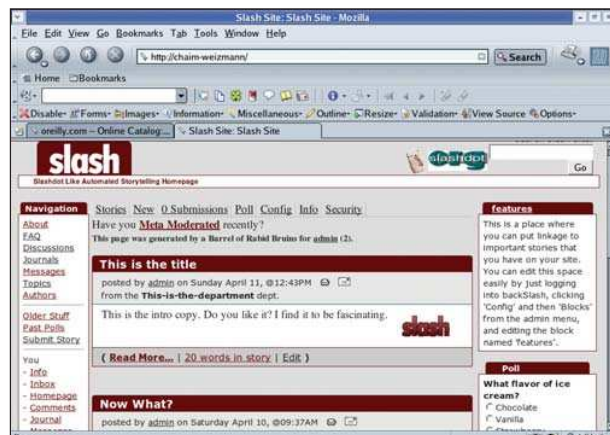 Slash Site: Slash Site - Mozilla
File Edit View Go Bookmarks Tab Tools Window Help
http://chaim-weizmann/ Search
Home Bookmarks
Disable Forms Images Information Miscellaneous Outline Resize Validation View Source Options
oreilly.com -- Online Catalog:... Slash Site: Slash Site
slash
slashdot org
Go
Slashdot Like Automated Storytelling Homepage
Navigation
About
FAQ
Discussions
Journals
Messages
Topics
Authors
Older Stuff
Past Polls
Submit Story
You
- Info
- Inbox
- Homepage
- Comments
- Journal
Stories New 0 Submissions Poll Config Info Security
Have you Meta Moderated recently?
This page was generated by a Barrel of Rabid Bruins for admin (2).
This is the title
posted by admin on Sunday April 11, @12:43PM
from the This-is-the-department dept.
This is the intro copy. Do you like it? I find it to be fascinating.
slash
( Read More... | 20 words in story | Edit )
Now What?
posted by admin on Saturday April 10, @09:37AM
features
This is a place where
you can put linkage to
important stories that
you have on your site.
You can edit this space
easily by just logging
into backSlash, clicking
'Config' and then 'Blocks'
from the admin menu,
and editing the block
named 'features'.
Poll
What flavor of ice
cream?
Chocolate
Vanilla